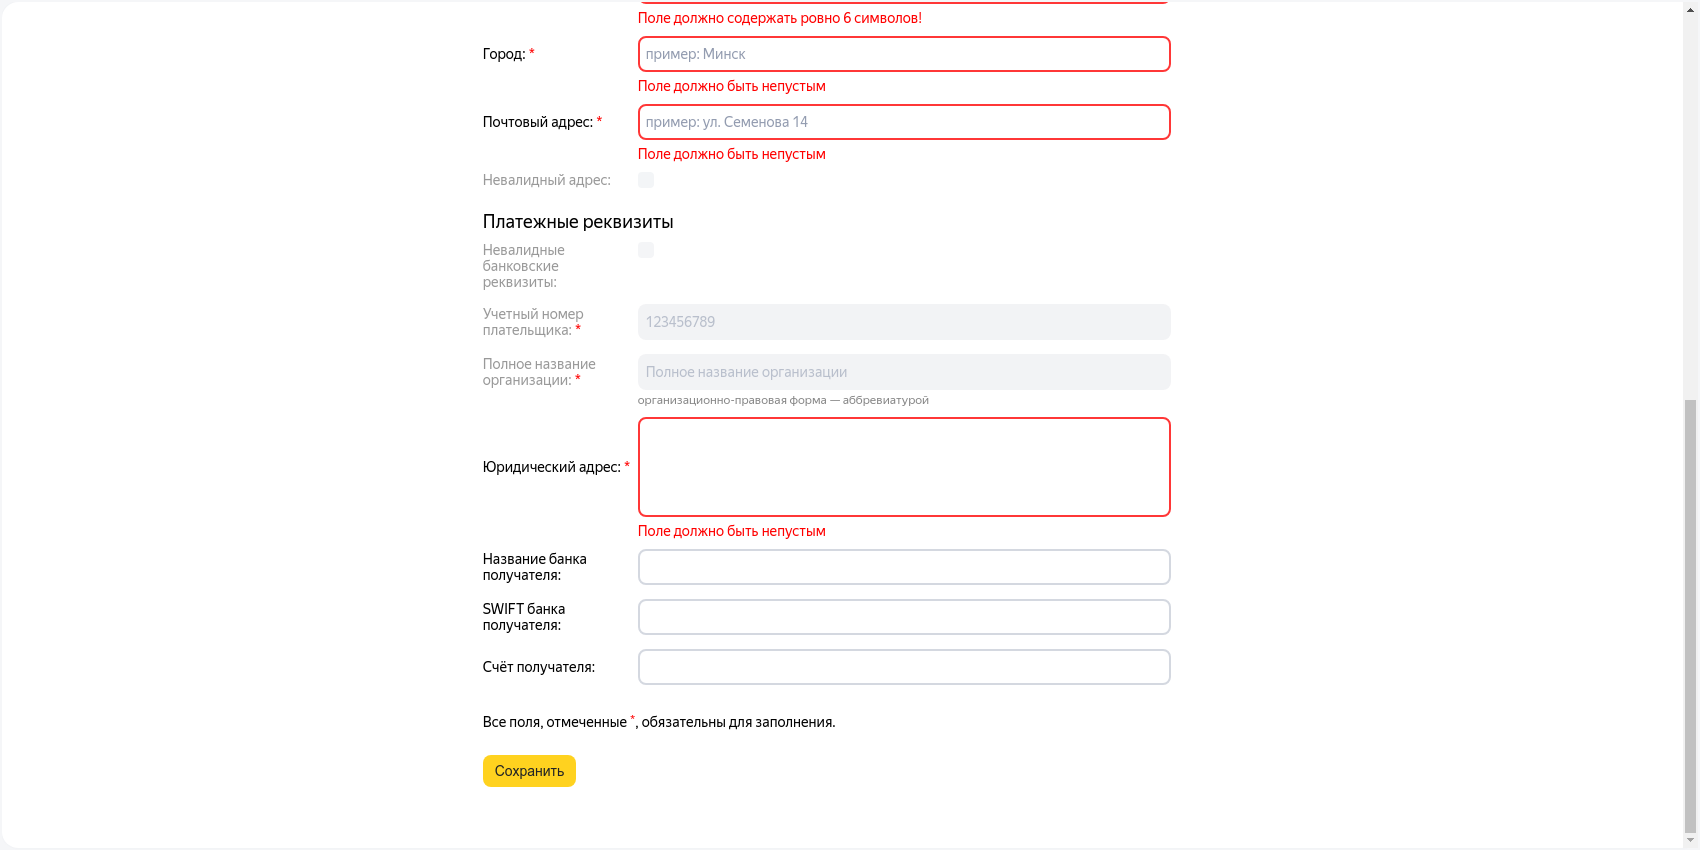 Поле должно содержать ровно 6 символов!
Город: *
пример: Минск
Поле должно быть непустым
Почтовый адрес: *
пример: ул. Семенова 14
Поле должно быть непустым
Невалидный адрес:
Платежные реквизиты
Невалидные
банковские
реквизиты:
Учетный номер
плательщика: *
123456789
Полное название
организации: *
Полное название организации
организационно-правовая форма — аббревиатурой
Юридический адрес: *
Поле должно быть непустым
Название банка
получателя:
SWIFT банка
получателя:
Счёт получателя:
Все поля, отмеченные *, обязательны для заполнения.
Сохранить